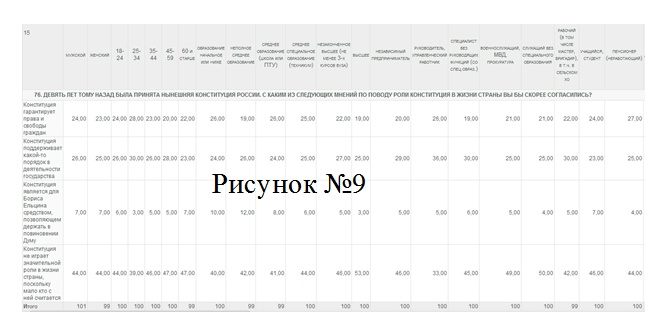 15
МУЖСКОЙ ЖЕНСКИЙ 18-24 25-34 35-44 45-59 60 И СТАРШЕ ОБРАЗОВАНИЕ НАЧАЛЬНОЕ ИЛИ НИЖЕ НЕПОЛНОЕ СРЕДНЕЕ ОБРАЗОВАНИЕ СРЕДНЕЕ ОБРАЗОВАНИЕ (ШКОЛА ИЛИ ПТУ) СРЕДНЕЕ СПЕЦИАЛЬНОЕ ОБРАЗОВАНИЕ (ТЕХНИКУМ) НЕЗАКОНЧЕННОЕ ВЫСШЕЕ (НЕ МЕНЕЕ 3-Х КУРСОВ ВУЗА) ВЫСШЕЕ НЕЗАВИСИМЫЙ ПРЕДПРИНИМАТЕЛЬ РУКОВОДИТЕЛЬ, УПРАВЛЕНЧЕСКИЙ РАБОТНИК СПЕЦИАЛИСТ БЕЗ РУКОВОДЯЩИХ ФУНКЦИЙ (СО СПЕЦ.ОБРАЗ.) ВОЕННОСЛУЖАЩИЙ, МВД, ПРОКУРАТУРА СЛУЖАЩИЙ БЕЗ СПЕЦИАЛЬНОГО ОБРАЗОВАНИЯ РАБОЧИЙ (В ТОМ ЧИСЛЕ МАСТЕР, БРИГАДИР), В Т.Ч. В СЕЛЬСКОМ УЧАЩИЙСЯ, СТУДЕНТ ПЕНСИОНЕР (НЕРАБОТАЮЩИЙ)
76. ДЕВЯТЬ ЛЕТ ТОМУ НАЗАД БЫЛА ПРИНЯТА НЫНЕШНЯЯ КОНСТИТУЦИЯ РОССИИ. С КАКИМ ИЗ СЛЕДУЮЩИХ МНЕНИЙ ПО ПОВОДУ РОЛИ КОНСТИТУЦИЯ В ЖИЗНИ СТРАНЫ ВЫ БЫ СКОРЕЕ СОГЛАСИЛИСЬ?
Конституция
гарантирует
права и
свободы
граждан
24,00 23,00 24,00 28,00 23,00 20,00 22,00 26,00 19,00 26,00 25,00 22,00 19,00 20,00 26,00 19,00 21,00 21,00 22,00 24,00 27,00
Конституция
поддерживает
какой-то
порядок в
деятельности
государства
26,00 25,00 26,00 30,00 26,00 28,00 23,00 24,00 26,00 24,00 25,00 27,00 25,00 29,00 36,00 30,00 25,00 25,00 30,00 23,00 25,00
Конституция
является для
Бориса
Ельцина
средством,
позволяющем
держать в
повиновении
Думу
7,00 7,00 6,00 3,00 5,00 5,00 7,00 10,00 12,00 8,00 6,00 5,00 3,00 5,00 5,00 6,00 5,00 4,00 5,00 7,00 4,00
Рисунок №9
Конституция
не играет
значительной
роли в жизни
страны,
поскольку
мало кто с
ней считается
44,00 44,00 44,00 39,00 46,00 47,00 47,00 40,00 42,00 41,00 44,00 46,00 53,00 46,00 33,00 45,00 49,00 50,00 42,00 46,00 44,00
Итого 101 99 100 100 100 100 99 100 99 99 100 100 100 100 100 100 100 100 99 100 100